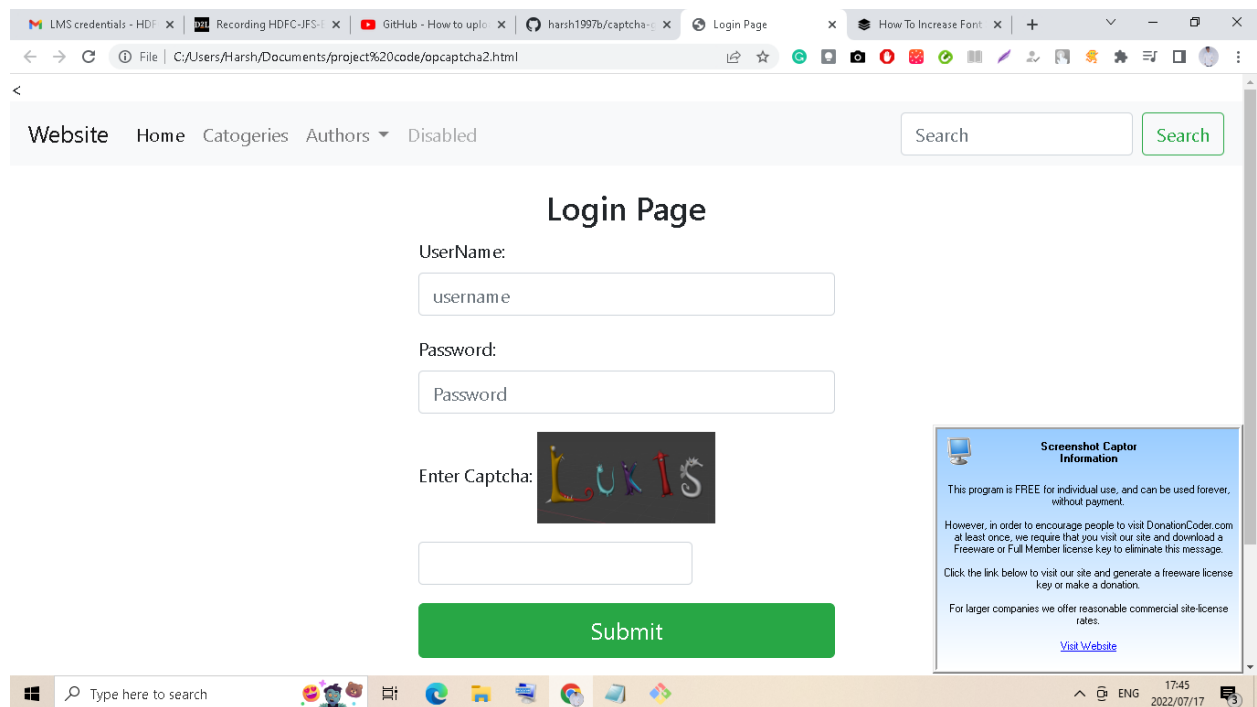 LMS credentials - HDF
Recording HDFC-JFS-
GitHub - How to uplo
harsh1997b/captcha-g
Login Page
How To Increase Font
File | C:/Users/Harsh/Documents/project%20code/opcaptcha2.html
<
Website Home Catogeries Authors Disabled Search Search
Login Page
UserName:
username
Password:
Password
Enter Captcha: LUKIS
Submit
Screenshot Captor
Information
This program is FREE for individual use, and can be used forever,
without payment.
However, in order to encourage people to visit DonationCoder.com
at least once, we require that you visit our site and download a
Freeware or Full Member license key to eliminate this message.
Click the link below to visit our site and generate a freeware license
key or make a donation.
For larger companies we offer reasonable commercial site-license
rates.
Visit Website
Type here to search
ENG
17:45
2022/07/17
3